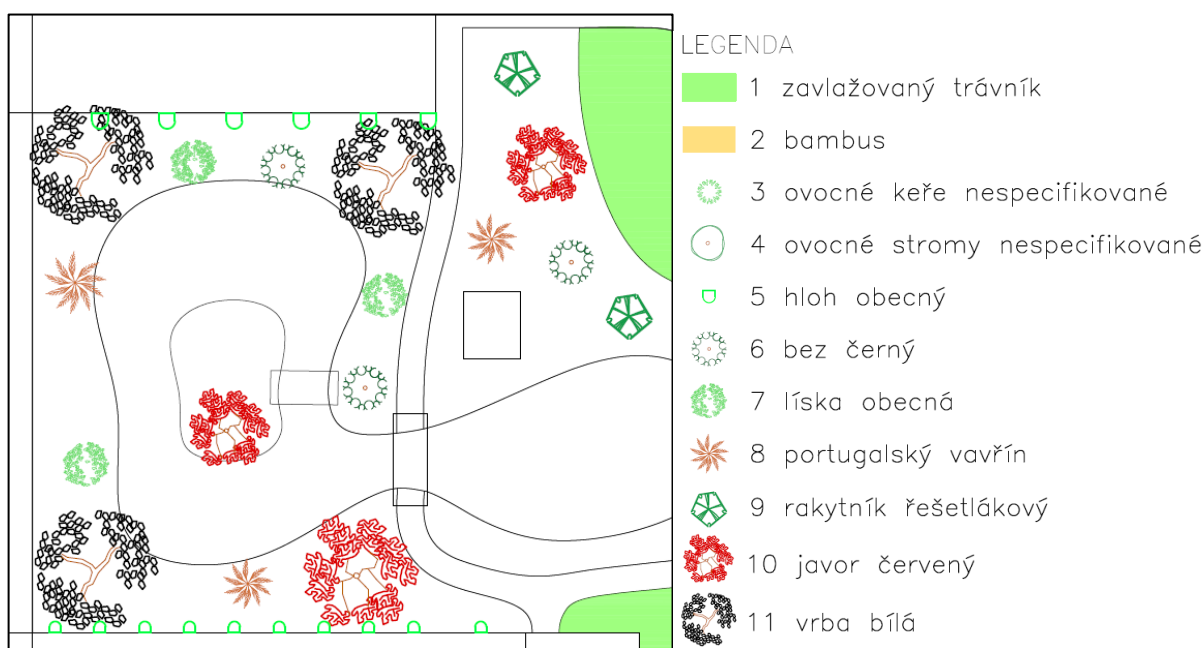 LEGENDA
1 zavlažovaný trávník
2 bambus
3 ovocné keře nespecifikované
4 ovocné stromy nespecifikované
5 hloh obecný
6 bez černý
7 líska obecná
8 portugalský vavřín
9 rakytník řešetlákový
10 javor červený
11 vrba bílá